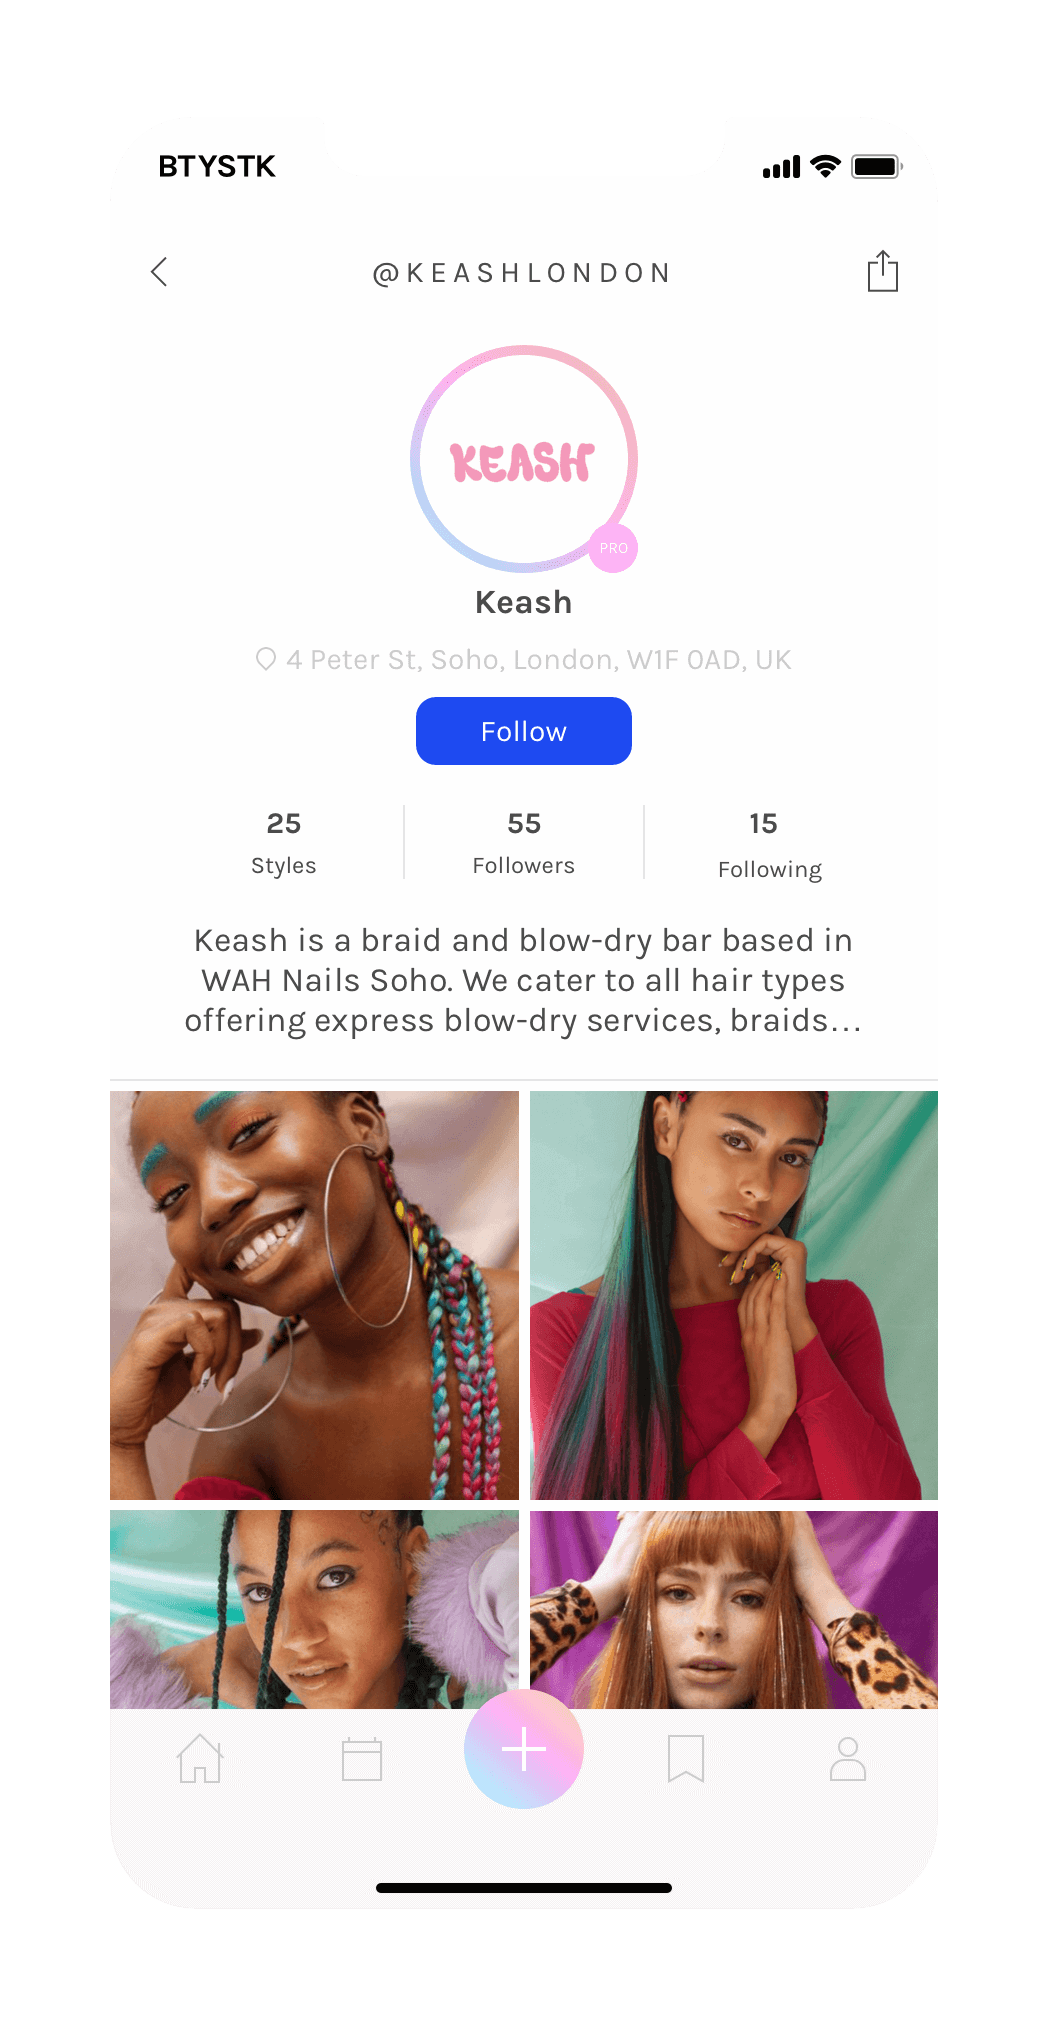 BTYSTK
@KEASHLONDON
KEASH
PRO
Keash
4 Peter St, Soho, London, W1F 0AD, UK
Follow
25
Styles
55
Followers
15
Following
Keash is a braid and blow-dry bar based in
WAH Nails Soho. We cater to all hair types
offering express blow-dry services, braids...